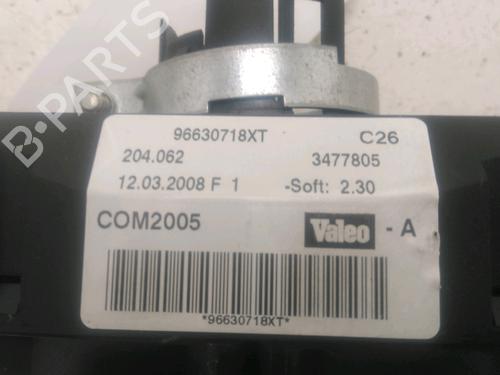 B-PARTS
96630718XT C26
204.062 3477805
12.03.2008 F 1 -Soft: 2.30
COM2005 Valeo - A
*96630718XT*